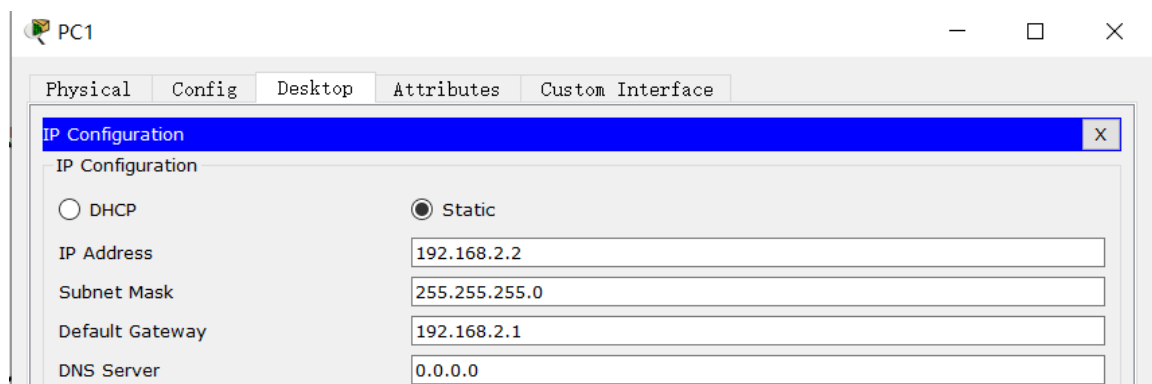 PC1
Physical Config Desktop Attributes Custom Interface
IP Configuration X
IP Configuration
DHCP Static
IP Address 192.168.2.2
Subnet Mask 255.255.255.0
Default Gateway 192.168.2.1
DNS Server 0.0.0.0